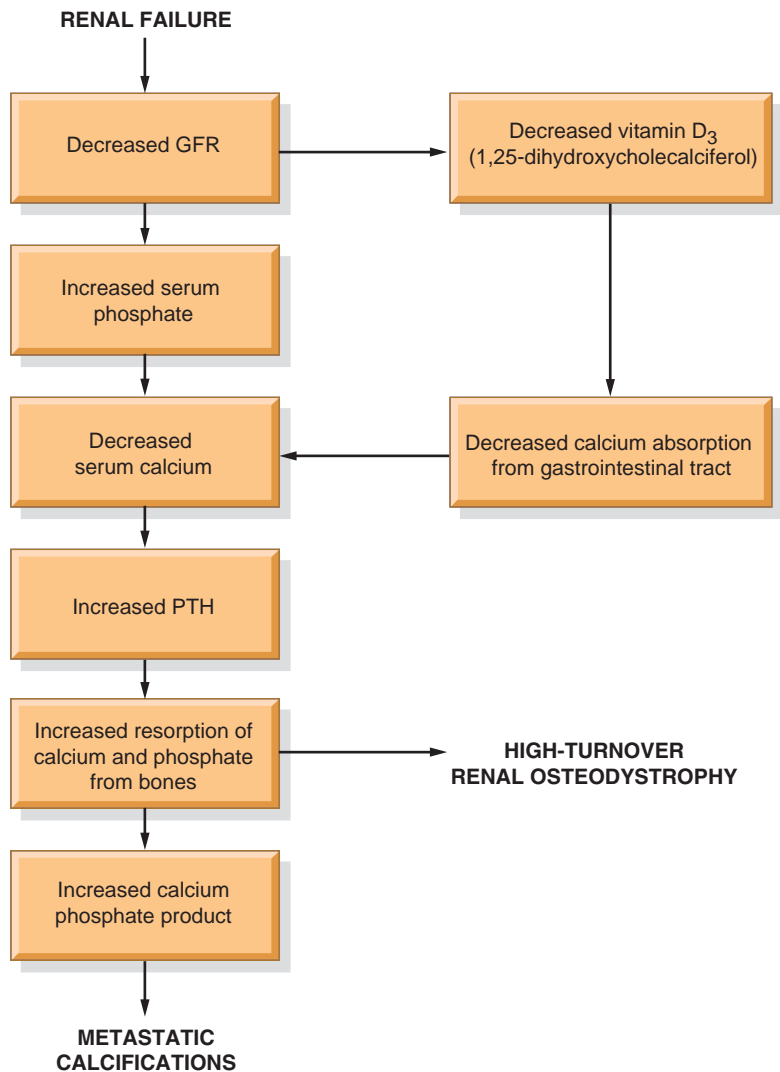 RENAL FAILURE
Decreased GFR
Decreased vitamin D3
(1,25-dihydroxycholecalciferol)
Increased serum
phosphate
Decreased
serum calcium
Decreased calcium absorption
from gastrointestinal tract
Increased PTH
Increased resorption of
calcium and phosphate
from bones
HIGH-TURNOVER
RENAL OSTEODYSTROPHY
Increased calcium
phosphate product
METASTATIC
CALCIFICATIONS